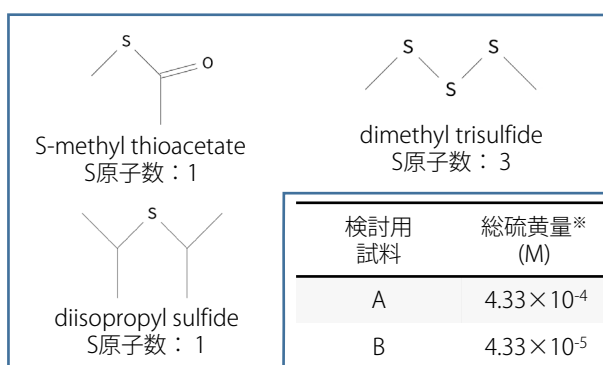 S
O
S-methyl thioacetate
S原子数：1
S S
S
dimethyl trisulfide
S原子数： 3
S
diisopropyl sulfide
S原子数： 1
検討用
試料
総硫黄量※
(M)
A 4.33×10-4
B 4.33×10-5